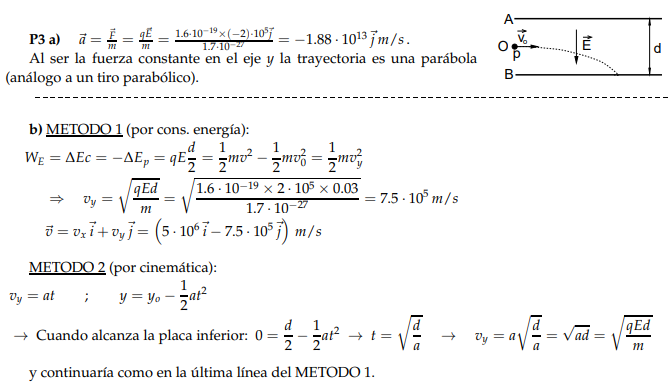 P3 a) $\vec{a} = \frac{\vec{F}}{m} = \frac{q\vec{E}}{m} = \frac{1.6 \cdot 10^{-19} \times (-2) \cdot 10^5 \vec{j}}{1.7 \cdot 10^{-27}} = -1.88 \cdot 10^{13}\, \vec{j}\, m/s.$
Al ser la fuerza constante en el eje y la trayectoria es una parábola
(análogo a un tiro parabólico).
A
O $\vec{v}_o$ $\vec{E}$ d
p
B
b) METODO 1 (por cons. energía):
$W_E = \Delta Ec = -\Delta E_p = qE\frac{d}{2} = \frac{1}{2}mv^2 - \frac{1}{2}mv_0^2 = \frac{1}{2}mv_y^2$
$\Rightarrow \quad v_y = \sqrt{\frac{qEd}{m}} = \sqrt{\frac{1.6 \cdot 10^{-19} \times 2 \cdot 10^5 \times 0.03}{1.7 \cdot 10^{-27}}} = 7.5 \cdot 10^5\, m/s$
$\vec{v} = v_x\vec{i} + v_y\vec{j} = \left(5 \cdot 10^6\, \vec{i} - 7.5 \cdot 10^5\, \vec{j}\right)\, m/s$
METODO 2 (por cinemática):
$v_y = at \quad ; \quad y = y_o - \frac{1}{2}at^2$
→ Cuando alcanza la placa inferior: $0 = \frac{d}{2} - \frac{1}{2}at^2 \rightarrow t = \sqrt{\frac{d}{a}} \rightarrow v_y = a\sqrt{\frac{d}{a}} = \sqrt{ad} = \sqrt{\frac{qEd}{m}}$
y continuaría como en la última línea del METODO 1.